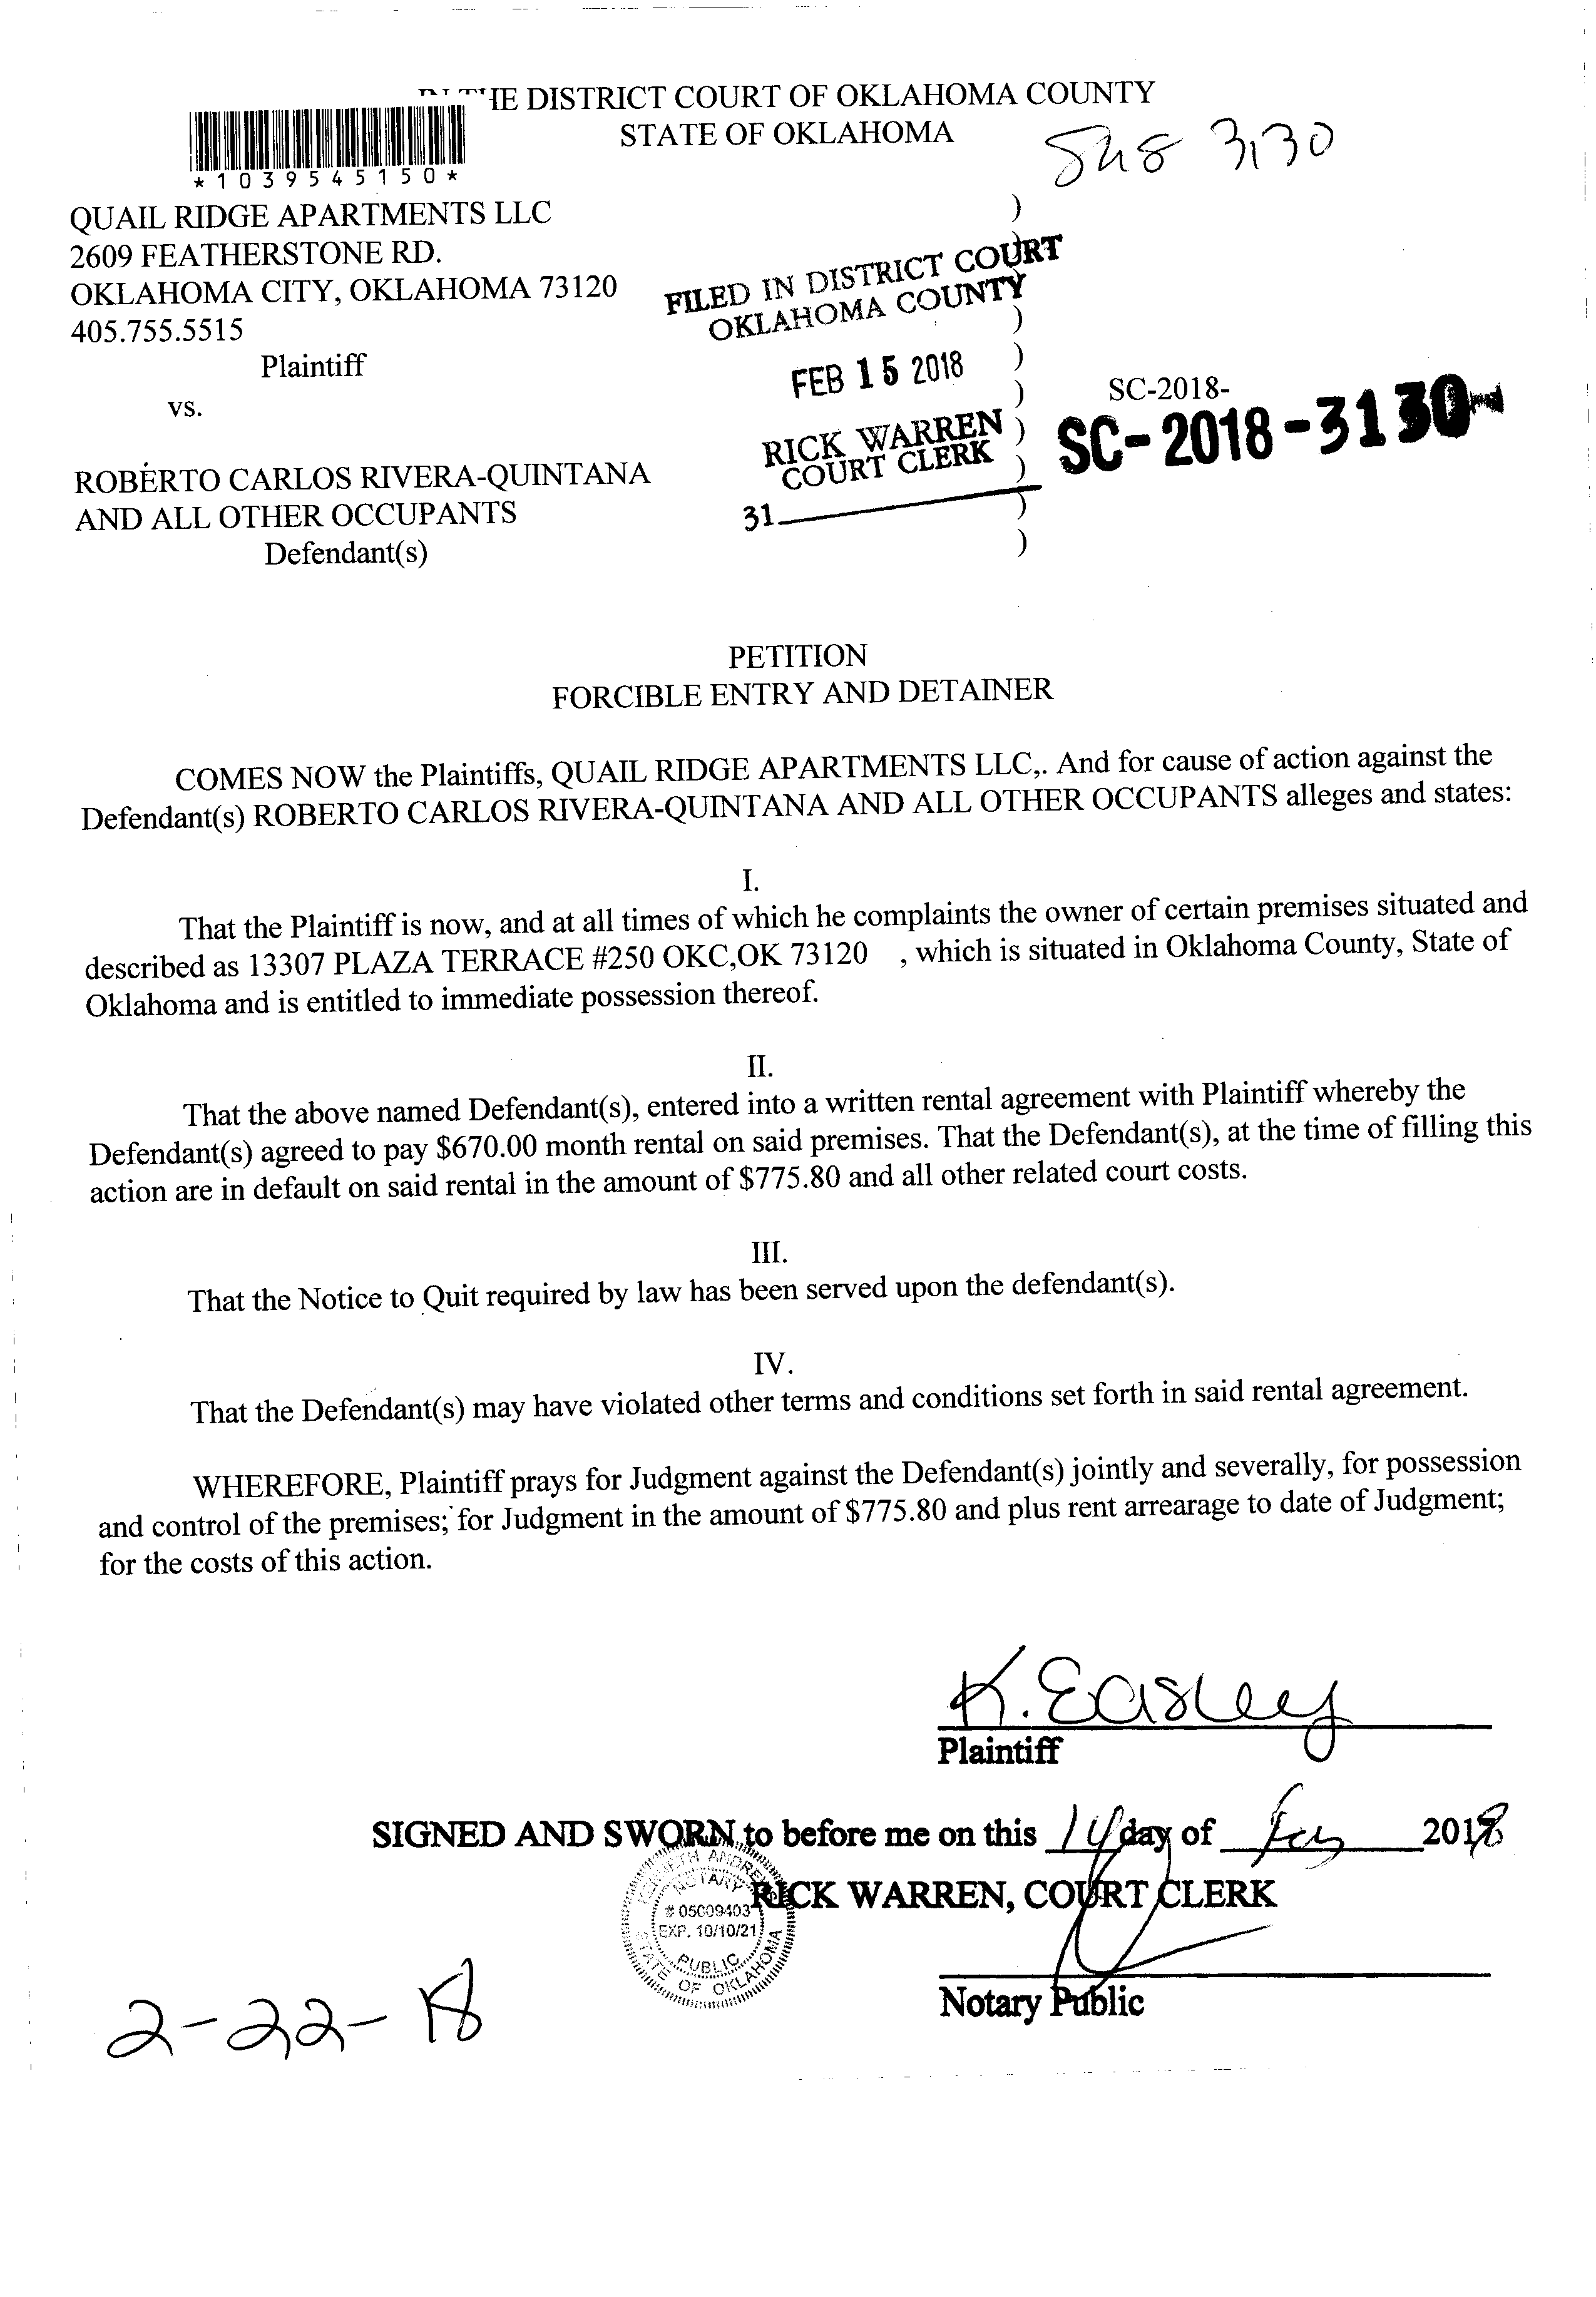 THE DISTRICT COURT OF OKLAHOMA COUNTY
STATE OF OKLAHOMA
3130
*1039545150*
QUAIL RIDGE APARTMENTS LLC
2609 FEATHERSTONE RD.
OKLAHOMA CITY, OKLAHOMA 73120
405.755.5515
Plaintiff
vs.
ROBERTO CARLOS RIVERA-QUINTANA
AND ALL OTHER OCCUPANTS
Defendant(s)
)
FILED IN DISTRICT COURT
OKLAHOMA COUNTY
)
FEB 15 2018 )
)
RICK WARREN )
COURT CLERK )
31 )
)
SC-2018-
SC-2018-3130
PETITION
FORCIBLE ENTRY AND DETAINER
COMES NOW the Plaintiffs, QUAIL RIDGE APARTMENTS LLC,. And for cause of action against the
Defendant(s) ROBERTO CARLOS RIVERA-QUINTANA AND ALL OTHER OCCUPANTS alleges and states:
I.
That the Plaintiff is now, and at all times of which he complaints the owner of certain premises situated and
described as 13307 PLAZA TERRACE #250 OKC,OK 73120 , which is situated in Oklahoma County, State of
Oklahoma and is entitled to immediate possession thereof.
II.
That the above named Defendant(s), entered into a written rental agreement with Plaintiff whereby the
Defendant(s) agreed to pay $670.00 month rental on said premises. That the Defendant(s), at the time of filling this
action are in default on said rental in the amount of $775.80 and all other related court costs.
III.
That the Notice to Quit required by law has been served upon the defendant(s).
IV.
That the Defendant(s) may have violated other terms and conditions set forth in said rental agreement.
WHEREFORE, Plaintiff prays for Judgment against the Defendant(s) jointly and severally, for possession
and control of the premises; for Judgment in the amount of $775.80 and plus rent arrearage to date of Judgment;
for the costs of this action.
K. Easley
Plaintiff
SIGNED AND SWORN to before me on this 14 day of Feb 2018
RICK WARREN, COURT CLERK
NOTARY
# 05009403
EXP. 10/10/21
PUBLIC
STATE OF OKLAHOMA
Notary Public
2-22-18